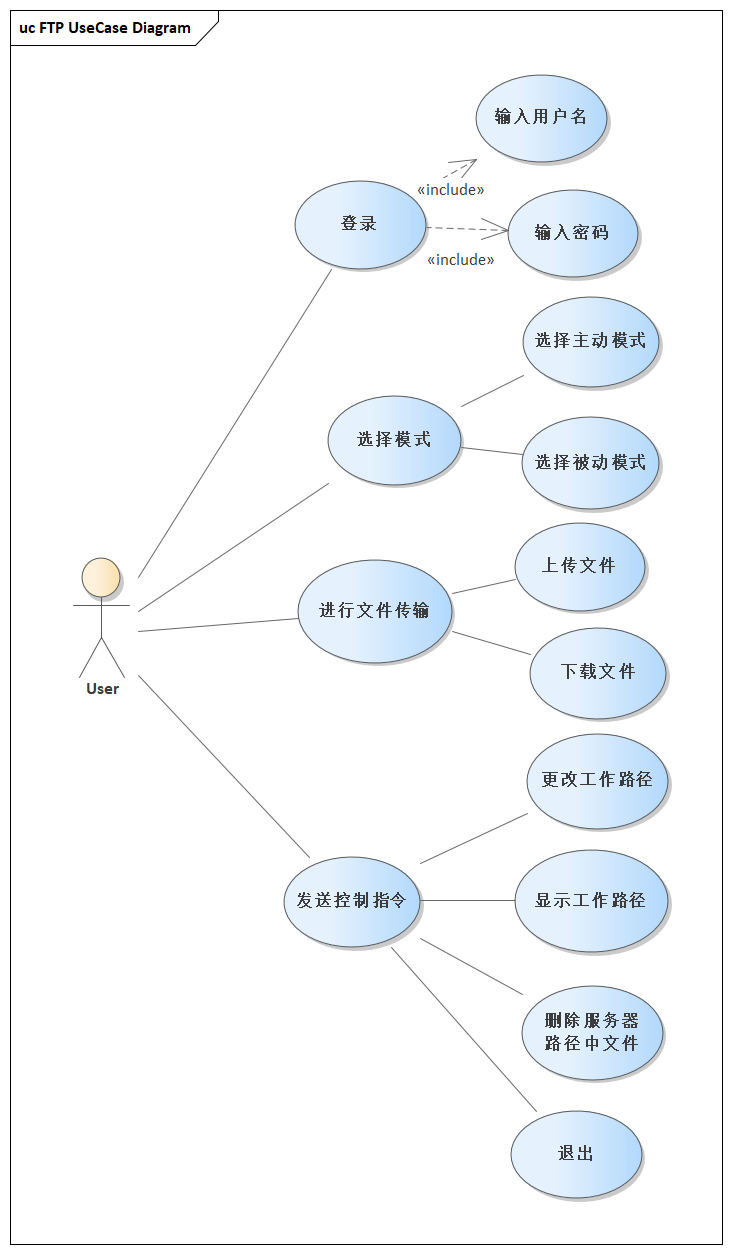 uc FTP UseCase Diagram
输入用户名
«include»
登录
输入密码
«include»
选择主动模式
选择模式
选择被动模式
上传文件
进行文件传输
下载文件
User
更改工作路径
发送控制指令
显示工作路径
删除服务器
路径中文件
退出